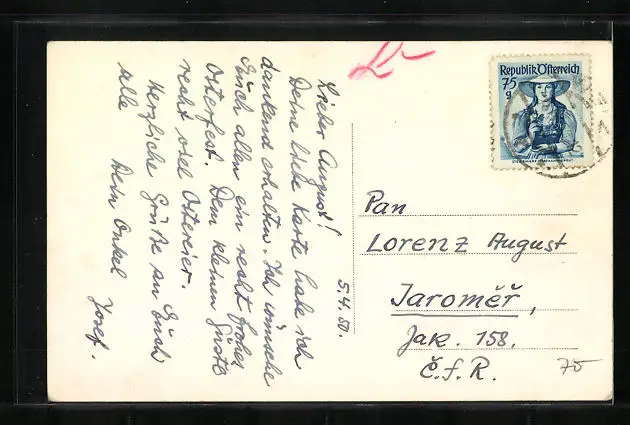 5.4.50.
Lieber August!
Deine liebe Karte habe ich
dankend erhalten. Ich wünsche
Euch allen ein recht frohes
Osterfest. Dem kleinen Gustl
recht viel Ostereier.
Herzliche Grüße an Euch
alle Dein Onkel Josef.
Republik Österreich
75
g
Pan
Lorenz August
Jaroměř,
Jak. 158.
Č.s.R.
75